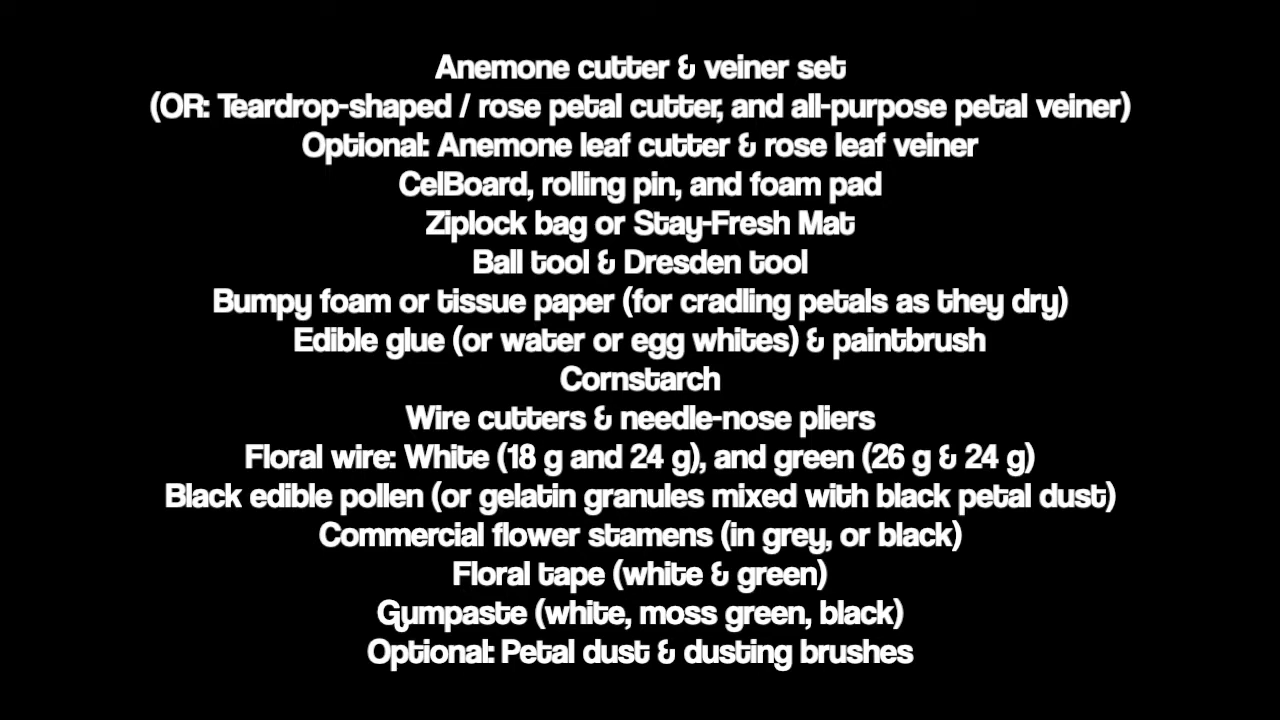 Anemone cutter & veiner set
(OR: Teardrop-shaped / rose petal cutter, and all-purpose petal veiner)
Optional: Anemone leaf cutter & rose leaf veiner
CelBoard, rolling pin, and foam pad
Ziplock bag or Stay-Fresh Mat
Ball tool & Dresden tool
Bumpy foam or tissue paper (for cradling petals as they dry)
Edible glue (or water or egg whites) & paintbrush
Cornstarch
Wire cutters & needle-nose pliers
Floral wire: White (18 g and 24 g), and green (26 g & 24 g)
Black edible pollen (or gelatin granules mixed with black petal dust)
Commercial flower stamens (in grey, or black)
Floral tape (white & green)
Gumpaste (white, moss green, black)
Optional: Petal dust & dusting brushes